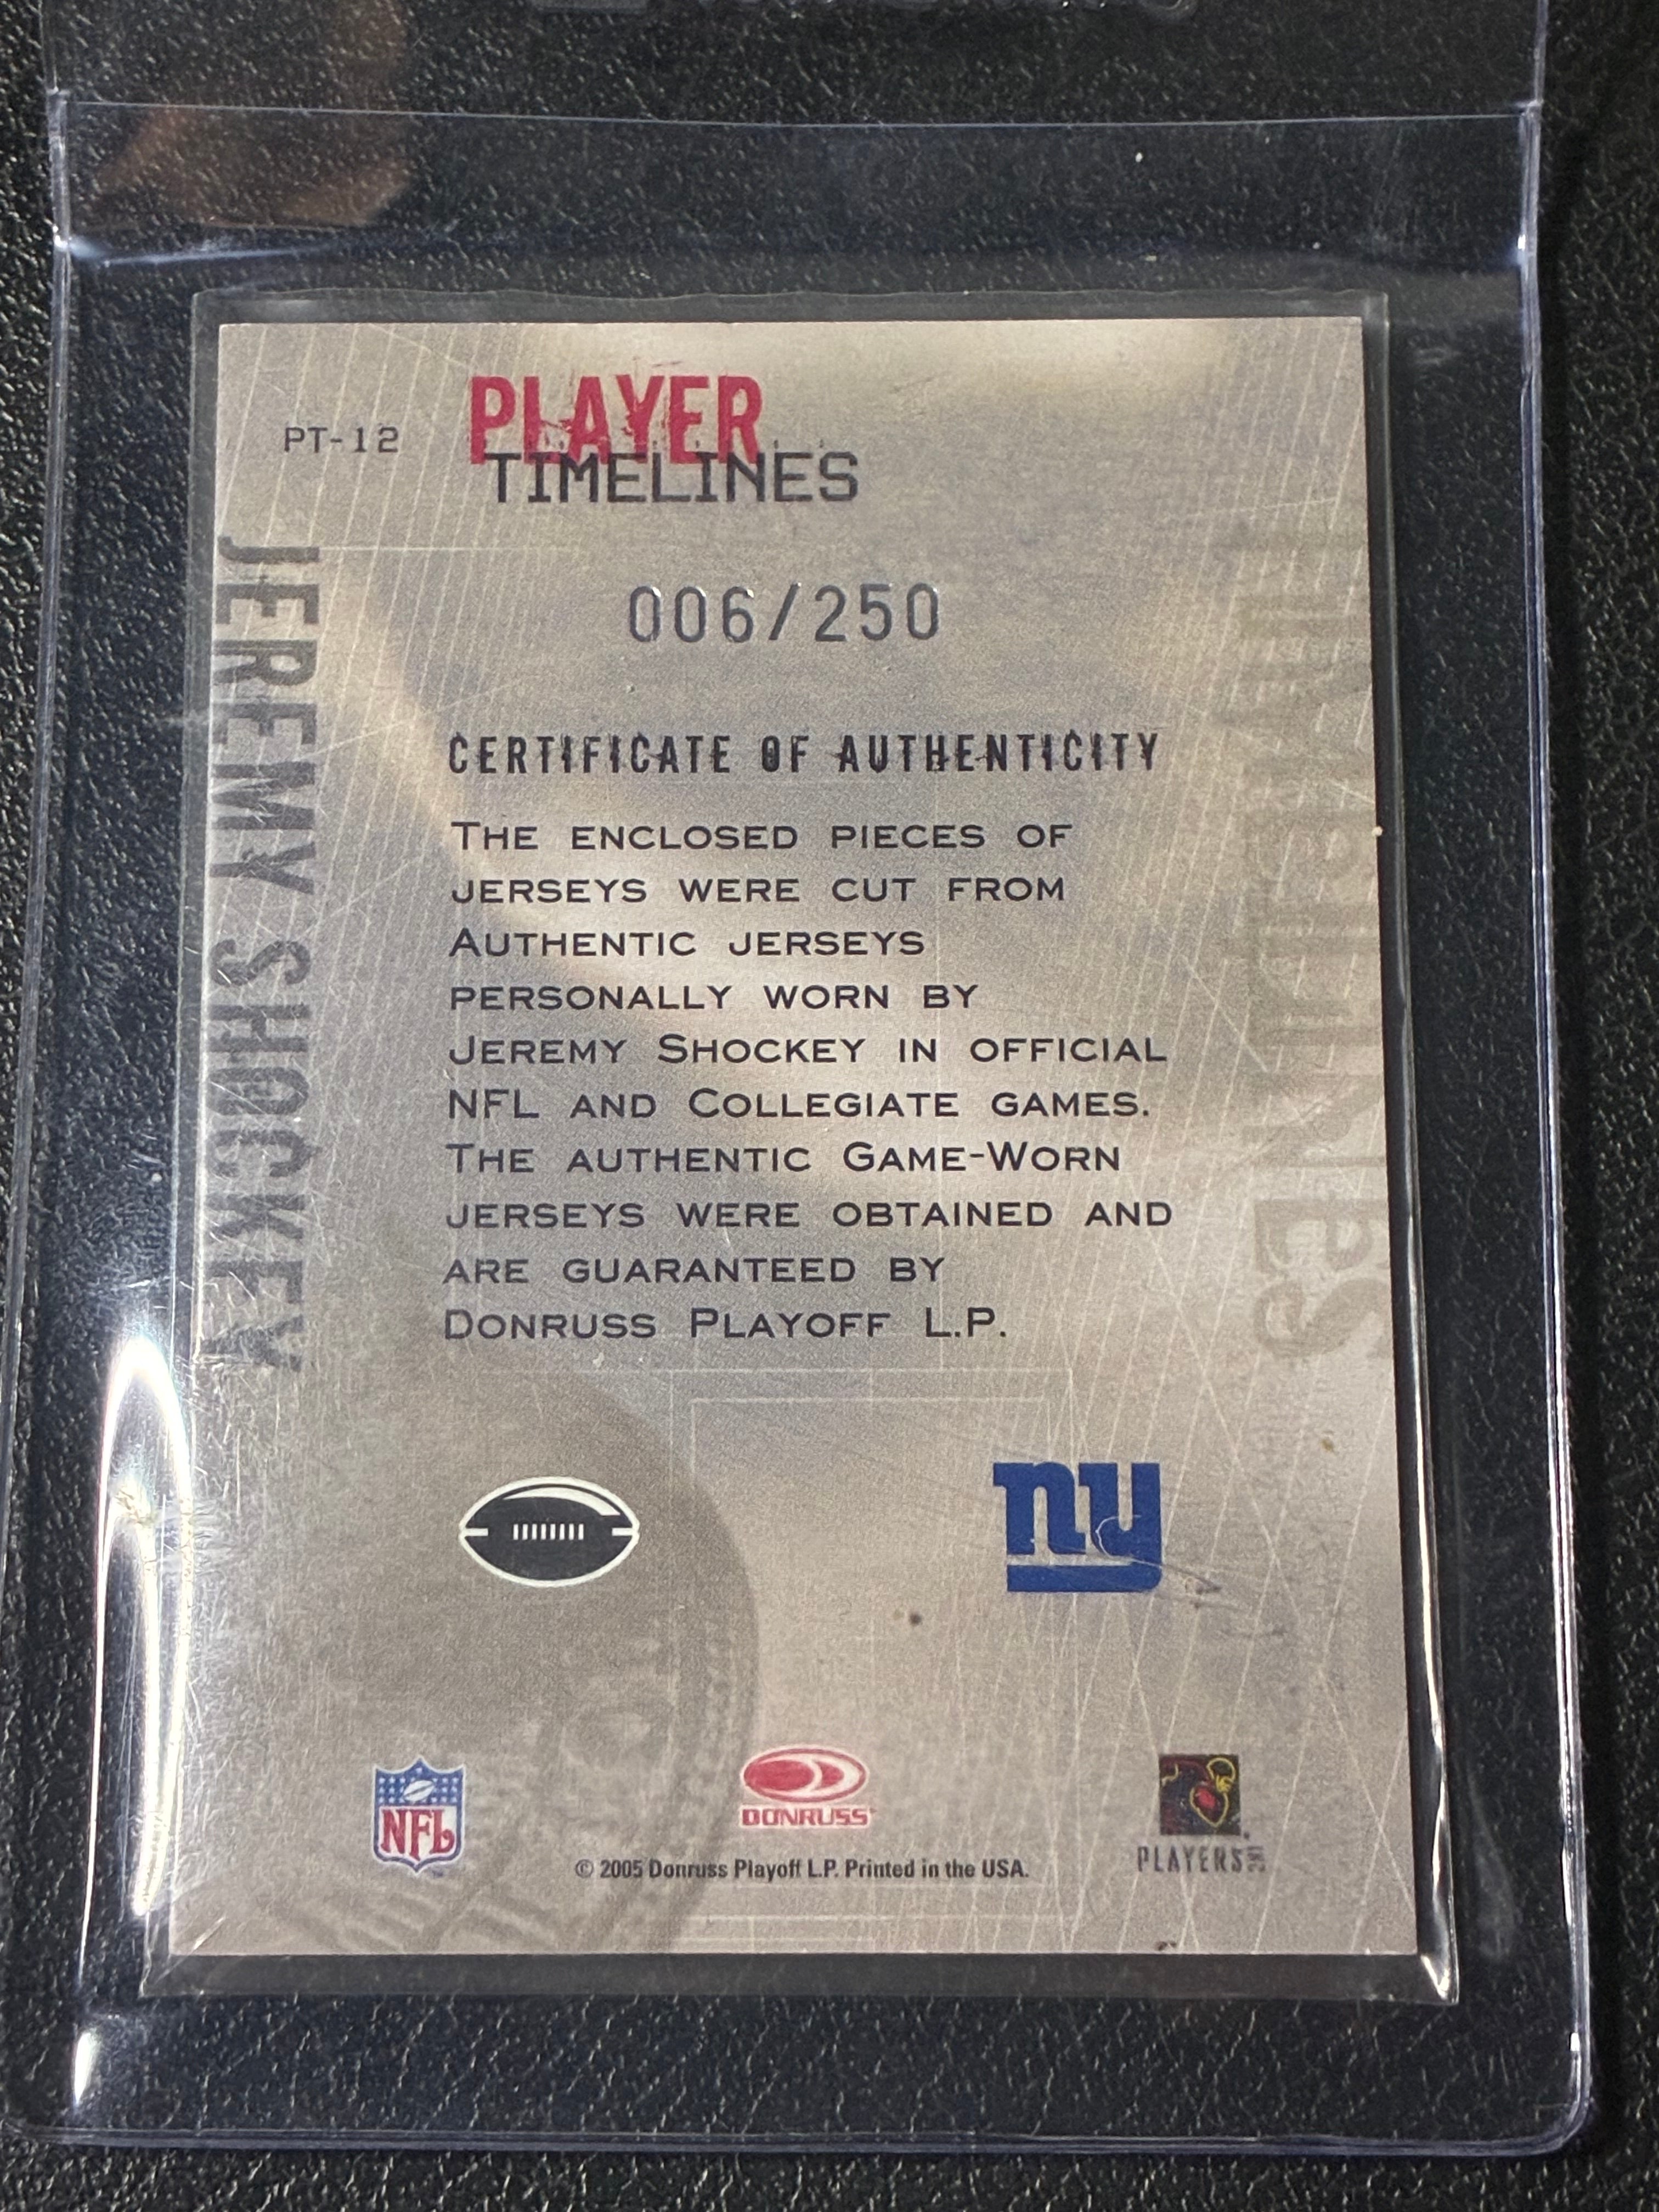 PT-12
PLAYER
TIMELINES
006/250
JEREMY SHOCKEY
TIMELINES
CERTIFICATE OF AUTHENTICITY
THE ENCLOSED PIECES OF
JERSEYS WERE CUT FROM
AUTHENTIC JERSEYS
PERSONALLY WORN BY
JEREMY SHOCKEY IN OFFICIAL
NFL AND COLLEGIATE GAMES.
THE AUTHENTIC GAME-WORN
JERSEYS WERE OBTAINED AND
ARE GUARANTEED BY
DONRUSS PLAYOFF L.P.
ny
NFL
DONRUSS
PLAYERS INC
© 2005 Donruss Playoff L.P. Printed in the USA.